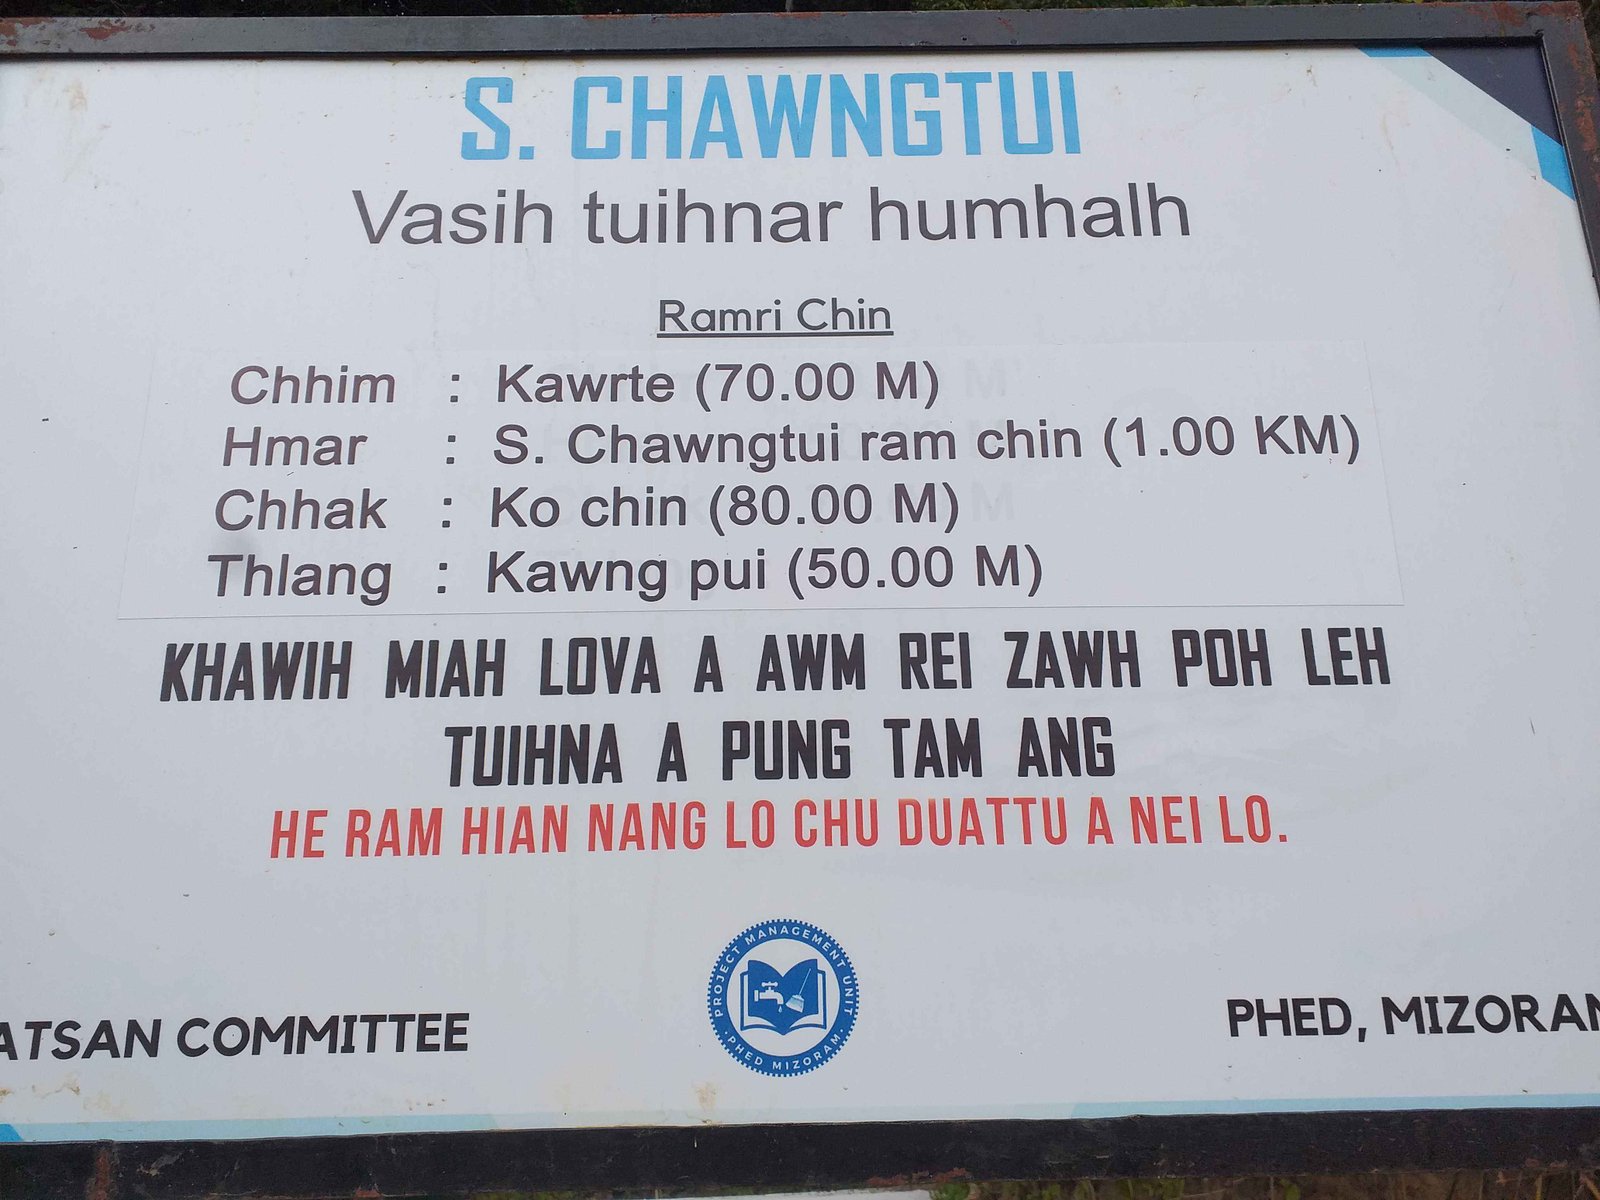 S. CHAWNGTUI
Vasih tuihnar humhalh
Ramri Chin
Chhim : Kawrte (70.00 M)
Hmar : S. Chawngtui ram chin (1.00 KM)
Chhak : Ko chin (80.00 M)
Thlang : Kawng pui (50.00 M)
KHAWIH MIAH LOVA A AWM REI ZAWH POH LEH
TUIHNA A PUNG TAM ANG
HE RAM HIAN NANG LO CHU DUATTU A NEI LO.
PROJECT MANAGEMENT UNIT
PHED MIZORAM
ATSAN COMMITTEE
PHED, MIZORAM